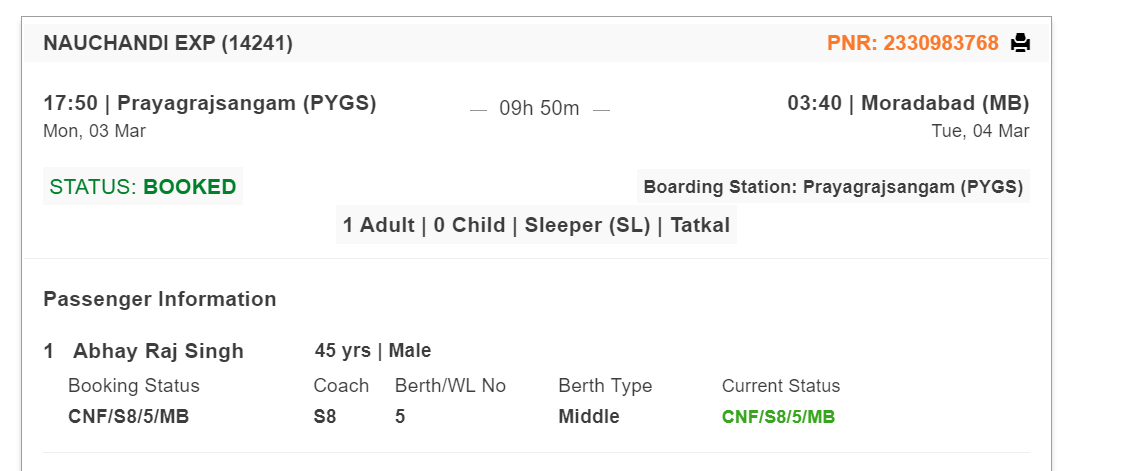 NAUCHANDI EXP (14241) PNR: 2330983768
17:50 | Prayagrajsangam (PYGS) — 09h 50m — 03:40 | Moradabad (MB)
Mon, 03 Mar Tue, 04 Mar
STATUS: BOOKED Boarding Station: Prayagrajsangam (PYGS)
1 Adult | 0 Child | Sleeper (SL) | Tatkal
Passenger Information
1 Abhay Raj Singh 45 yrs | Male
Booking Status Coach Berth/WL No Berth Type Current Status
CNF/S8/5/MB S8 5 Middle CNF/S8/5/MB